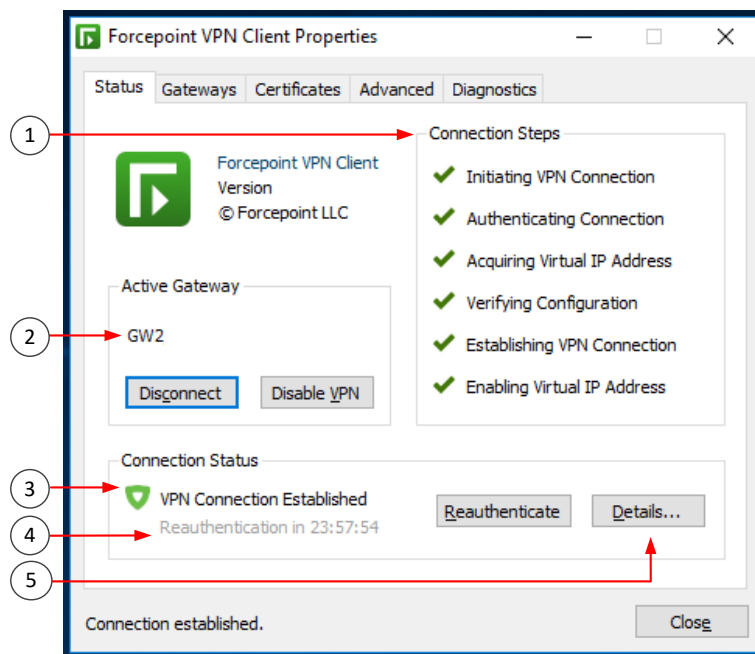 Forcepoint VPN Client Properties
Status Gateways Certificates Advanced Diagnostics
1
Connection Steps
Forcepoint VPN Client
Version
© Forcepoint LLC
Initiating VPN Connection
Authenticating Connection
Acquiring Virtual IP Address
Verifying Configuration
Establishing VPN Connection
Enabling Virtual IP Address
Active Gateway
2
GW2
Disconnect Disable VPN
Connection Status
3
VPN Connection Established
4
Reauthentication in 23:57:54
Reauthenticate Details...
5
Connection established.
Close